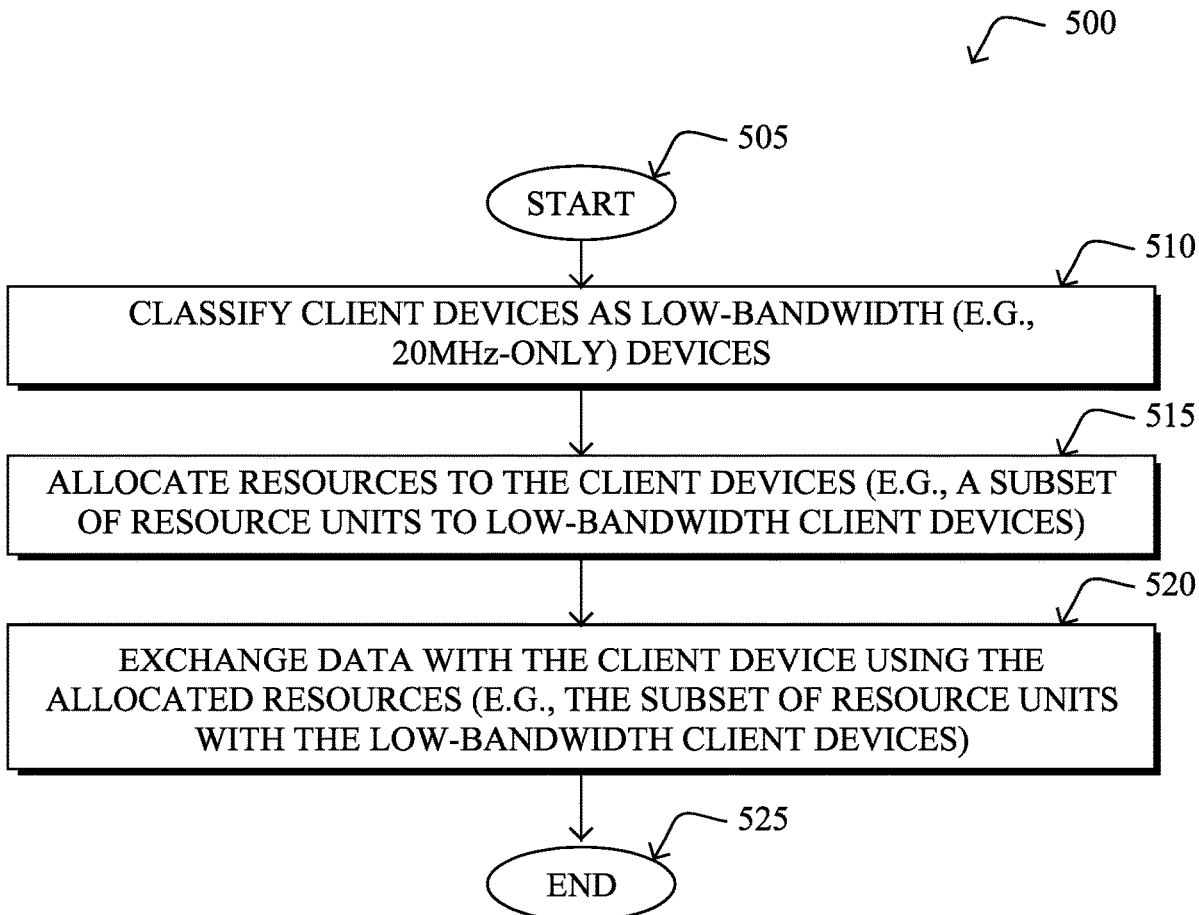 500
505
START
510
CLASSIFY CLIENT DEVICES AS LOW-BANDWIDTH (E.G.,
20MHz-ONLY) DEVICES
515
ALLOCATE RESOURCES TO THE CLIENT DEVICES (E.G., A SUBSET
OF RESOURCE UNITS TO LOW-BANDWIDTH CLIENT DEVICES)
520
EXCHANGE DATA WITH THE CLIENT DEVICE USING THE
ALLOCATED RESOURCES (E.G., THE SUBSET OF RESOURCE UNITS
WITH THE LOW-BANDWIDTH CLIENT DEVICES)
525
END